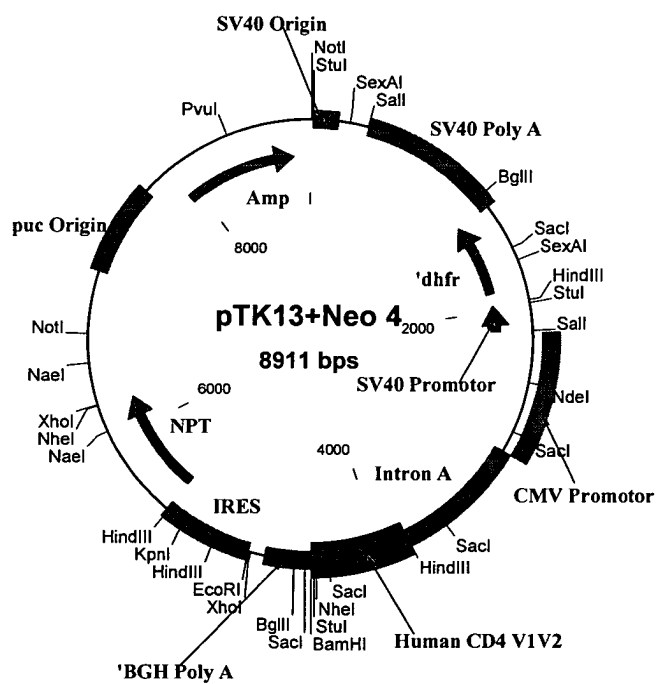 SV40 Origin
NotI
StuI
SexAI
SalI
PvuI
SV40 Poly A
BglII
Amp
puc Origin
8000
SacI
SexAI
'dhfr
HindIII
StuI
pTK13+Neo 4
2000
SalI
NotI
8911 bps
SV40 Promotor
NaeI
6000
NdeI
XhoI
NheI
NaeI
NPT
4000
SacI
Intron A
CMV Promotor
IRES
HindIII
KpnI
HindIII
SacI
HindIII
EcoRI
XhoI
SacI
NheI
BglII
StuI
SacI
BamHI
Human CD4 V1V2
'BGH Poly A